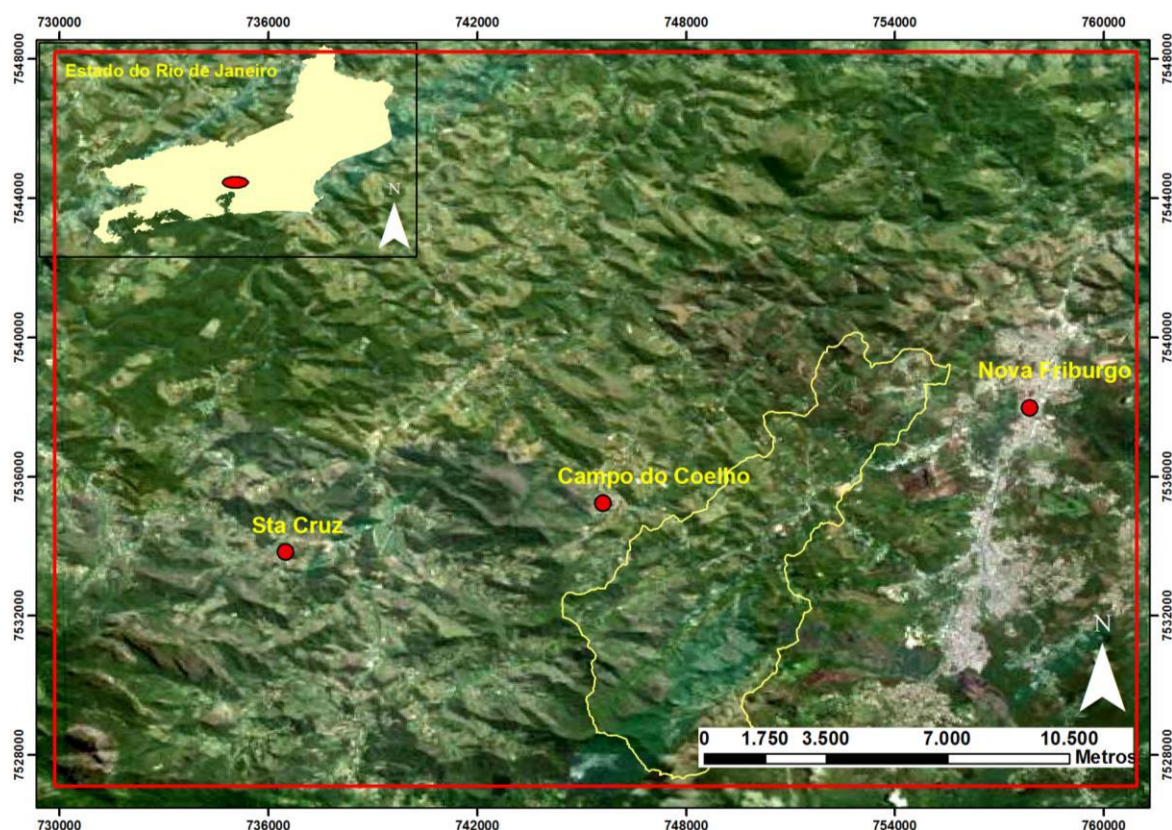 730000 736000 742000 748000 754000 760000
7548000 7548000
Estado do Rio de Janeiro
N
7544000 7544000
7540000 7540000
Nova Friburgo
7536000 7536000
Campo do Coelho
Sta Cruz
7532000 7532000
N
0 1.750 3.500 7.000 10.500
Metros
7528000 7528000
730000 736000 742000 748000 754000 760000